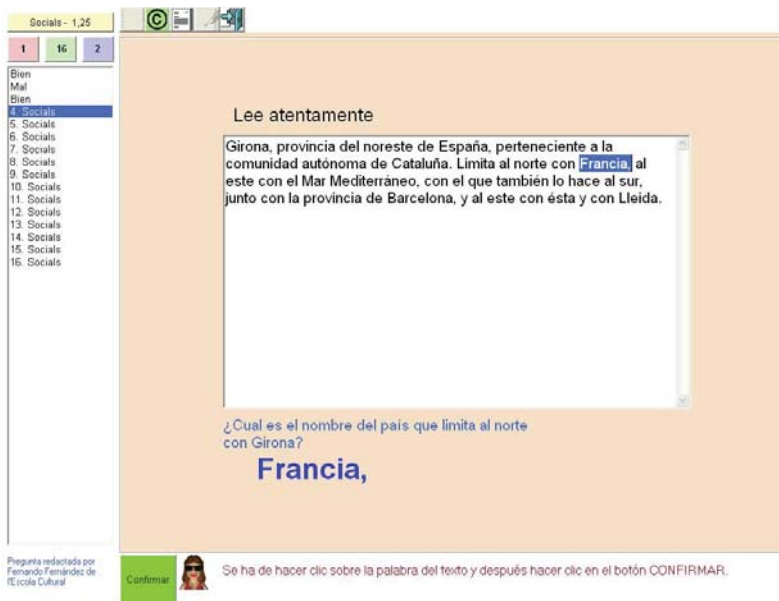 Socials - 1,25
1 16 2
Bien
Mal
Bien
4. Socials
5. Socials
6. Socials
7. Socials
8. Socials
9. Socials
10. Socials
11. Socials
12. Socials
13. Socials
14. Socials
15. Socials
16. Socials
©
Lee atentamente
Girona, provincia del noreste de España, perteneciente a la
comunidad autónoma de Cataluña. Limita al norte con Francia, al
este con el Mar Mediterráneo, con el que también lo hace al sur,
junto con la provincia de Barcelona, y al este con ésta y con Lleida.
¿Cual es el nombre del país que limita al norte
con Girona?
Francia,
Pregunta redactada por
Fernando Fernández de
l'Escola Cultural
Confirmar
Se ha de hacer clic sobre la palabra del texto y después hacer clic en el botón CONFIRMAR.